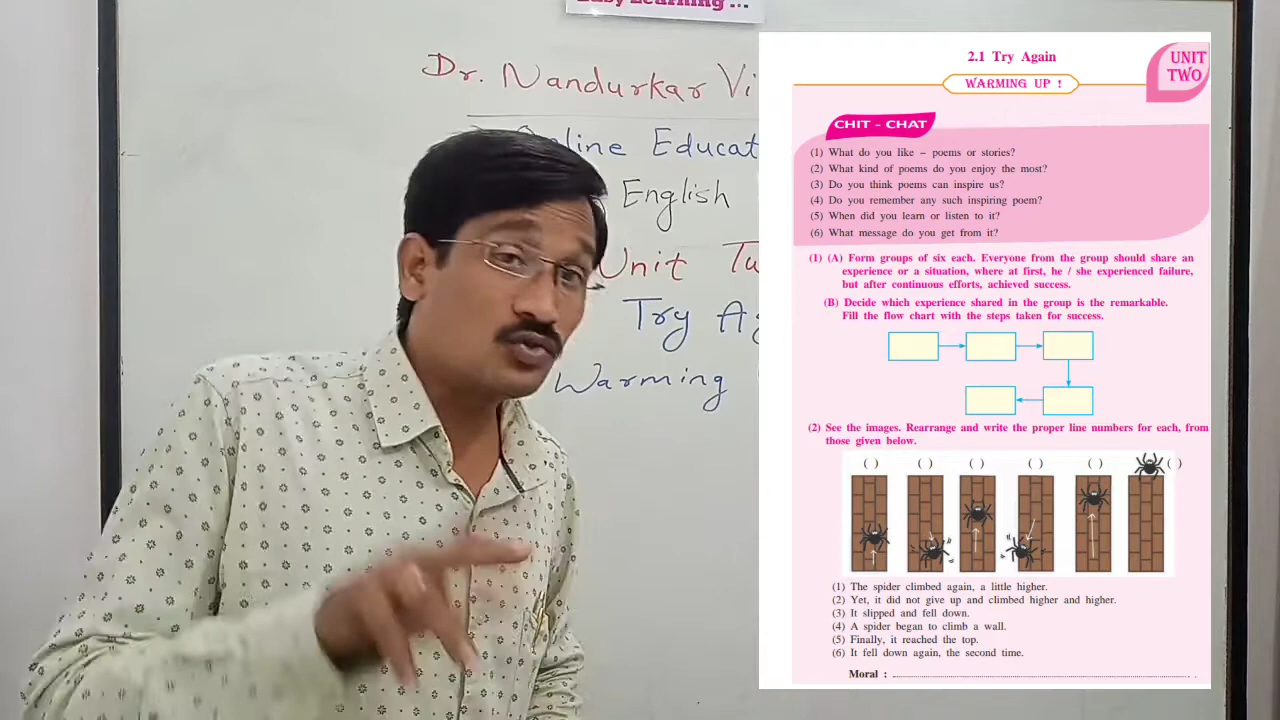 Easy Learning ...
Dr. Nandurkar Vi
Online Educat
English
Unit Tw
Try Ag
Warming
2.1 Try Again
UNIT
TWO
WARMING UP !
CHIT - CHAT
(1) What do you like – poems or stories?
(2) What kind of poems do you enjoy the most?
(3) Do you think poems can inspire us?
(4) Do you remember any such inspiring poem?
(5) When did you learn or listen to it?
(6) What message do you get from it?
(1) (A) Form groups of six each. Everyone from the group should share an
experience or a situation, where at first, he / she experienced failure,
but after continuous efforts, achieved success.
(B) Decide which experience shared in the group is the remarkable.
Fill the flow chart with the steps taken for success.
(2) See the images. Rearrange and write the proper line numbers for each, from
those given below.
( ) ( ) ( ) ( ) ( ) ( )
(1) The spider climbed again, a little higher.
(2) Yet, it did not give up and climbed higher and higher.
(3) It slipped and fell down.
(4) A spider began to climb a wall.
(5) Finally, it reached the top.
(6) It fell down again, the second time.
Moral :